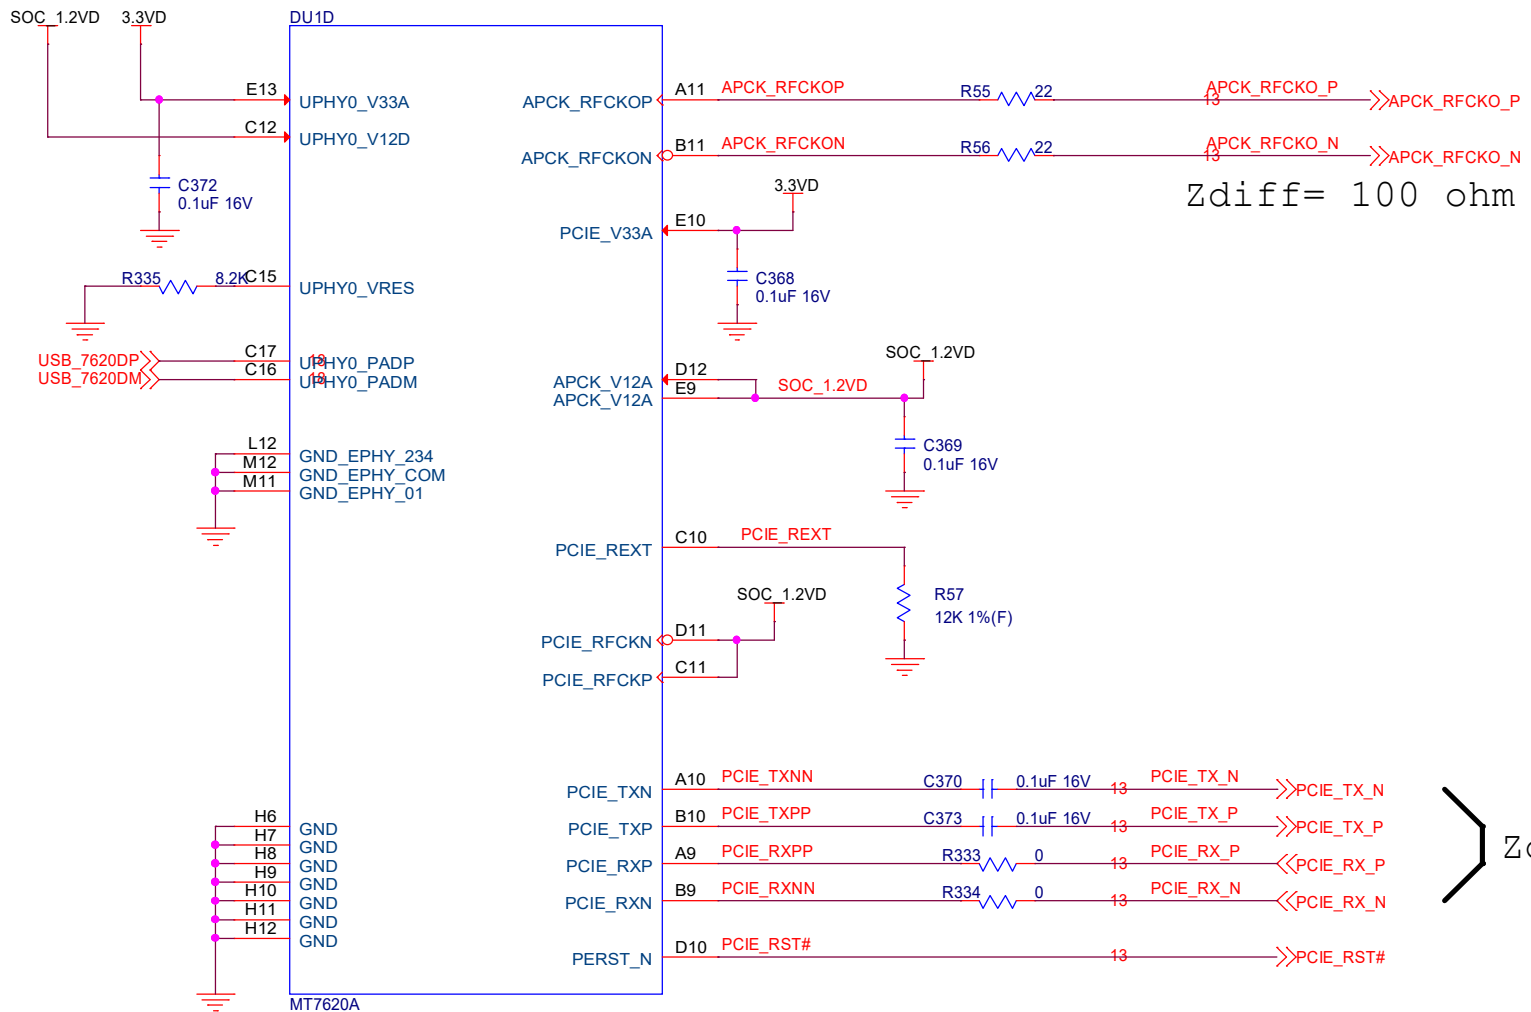 SOC_1.2VD
3.3VD
DU1D
E13
UPHY0_V33A
C12
UPHY0_V12D
C372
0.1uF 16V
R335
8.2K
C15
UPHY0_VRES
USB_7620DP
C17
18
UPHY0_PADP
USB_7620DM
C16
18
UPHY0_PADM
L12
GND_EPHY_234
M12
GND_EPHY_COM
M11
GND_EPHY_01
H6
GND
H7
GND
H8
GND
H9
GND
H10
GND
H11
GND
H12
GND
MT7620A
APCK_RFCKOP
A11
APCK_RFCKOP
R55
22
13
APCK_RFCKO_P
APCK_RFCKO_P
APCK_RFCKON
B11
APCK_RFCKON
R56
22
13
APCK_RFCKO_N
APCK_RFCKO_N
Zdiff= 100 ohm
3.3VD
PCIE_V33A
E10
C368
0.1uF 16V
SOC_1.2VD
APCK_V12A
D12
APCK_V12A
E9
SOC_1.2VD
C369
0.1uF 16V
PCIE_REXT
C10
PCIE_REXT
R57
12K 1%(F)
SOC_1.2VD
PCIE_RFCKN
D11
PCIE_RFCKP
C11
PCIE_TXN
A10
PCIE_TXNN
C370
0.1uF 16V
13
PCIE_TX_N
PCIE_TX_N
PCIE_TXP
B10
PCIE_TXPP
C373
0.1uF 16V
13
PCIE_TX_P
PCIE_TX_P
PCIE_RXP
A9
PCIE_RXPP
R333
0
13
PCIE_RX_P
PCIE_RX_P
PCIE_RXN
B9
PCIE_RXNN
R334
0
13
PCIE_RX_N
PCIE_RX_N
PERST_N
D10
PCIE_RST#
13
PCIE_RST#